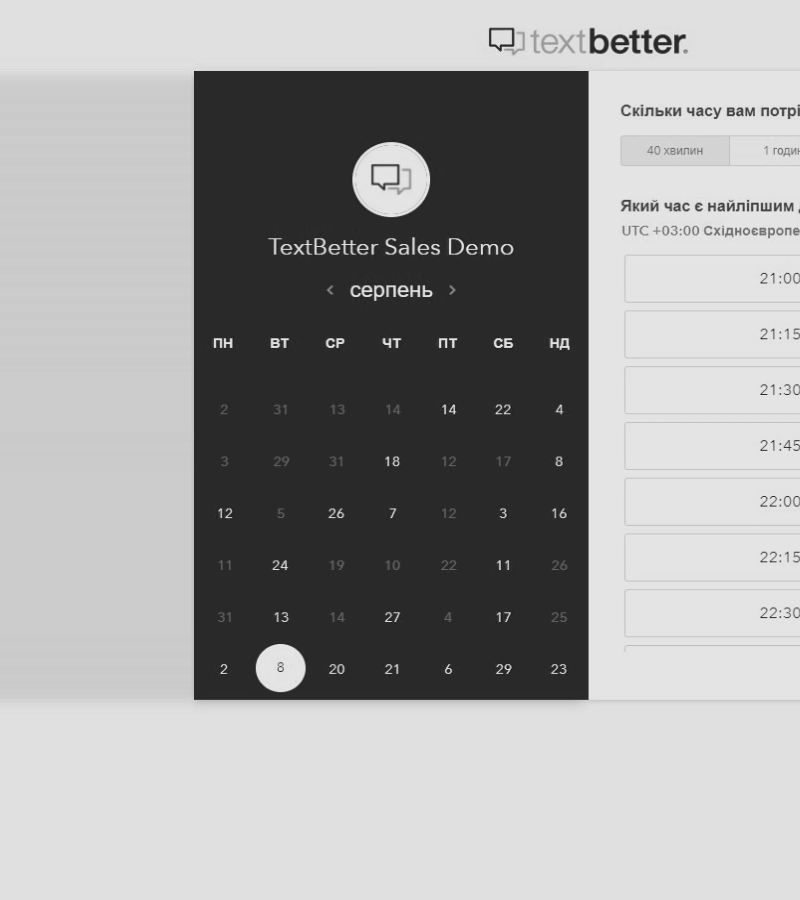 textbetter.
TextBetter Sales Demo
серпень
ПН ВТ СР ЧТ ПТ СБ НД
2 31 13 14 14 22 4
3 29 31 18 12 17 8
12 5 26 7 12 3 16
11 24 19 10 22 11 26
31 13 14 27 4 17 25
2 8 20 21 6 29 23
Скільки часу вам потрі
40 хвилин 1 годин
Який час є найліпшим
UTC +03:00 Східноєвропе
21:00
21:15
21:30
21:45
22:00
22:15
22:30